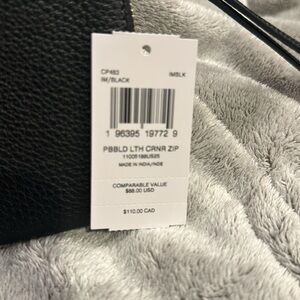 CP483 IMBLK
IM/BLACK
1 96395 19772 9
PBBLD LTH CRNR ZIP
11005188US25
MADE IN INDIA/INDE
COMPARABLE VALUE
$88.00 USD
$110.00 CAD